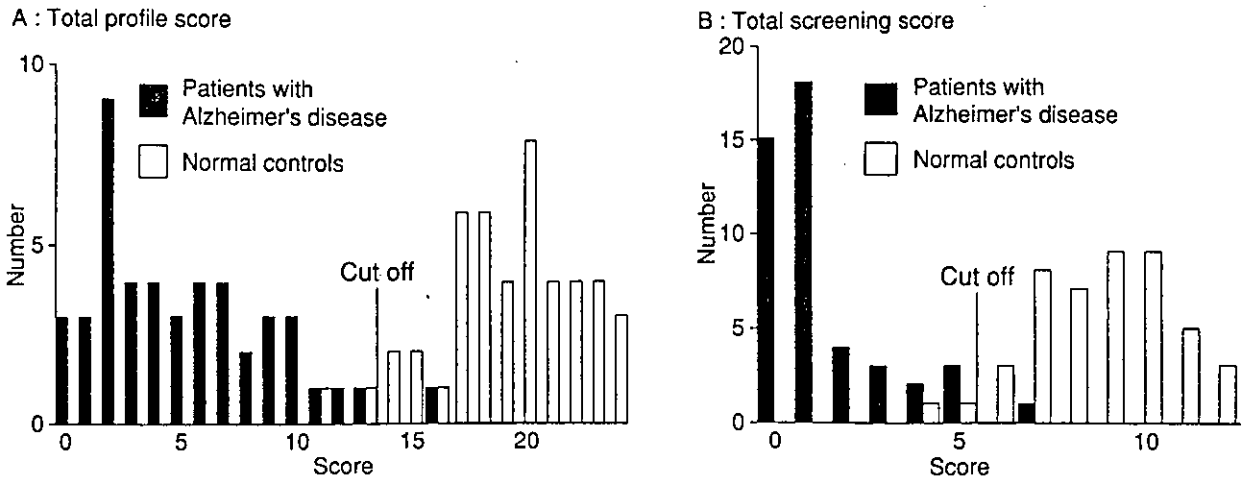 A : Total profile score
10
5
0
Number
Patients with
Alzheimer's disease
Normal controls
Cut off
0 5 10 15 20
Score
B : Total screening score
20
15
10
5
0
Number
Patients with
Alzheimer's disease
Normal controls
Cut off
0 5 10
Score